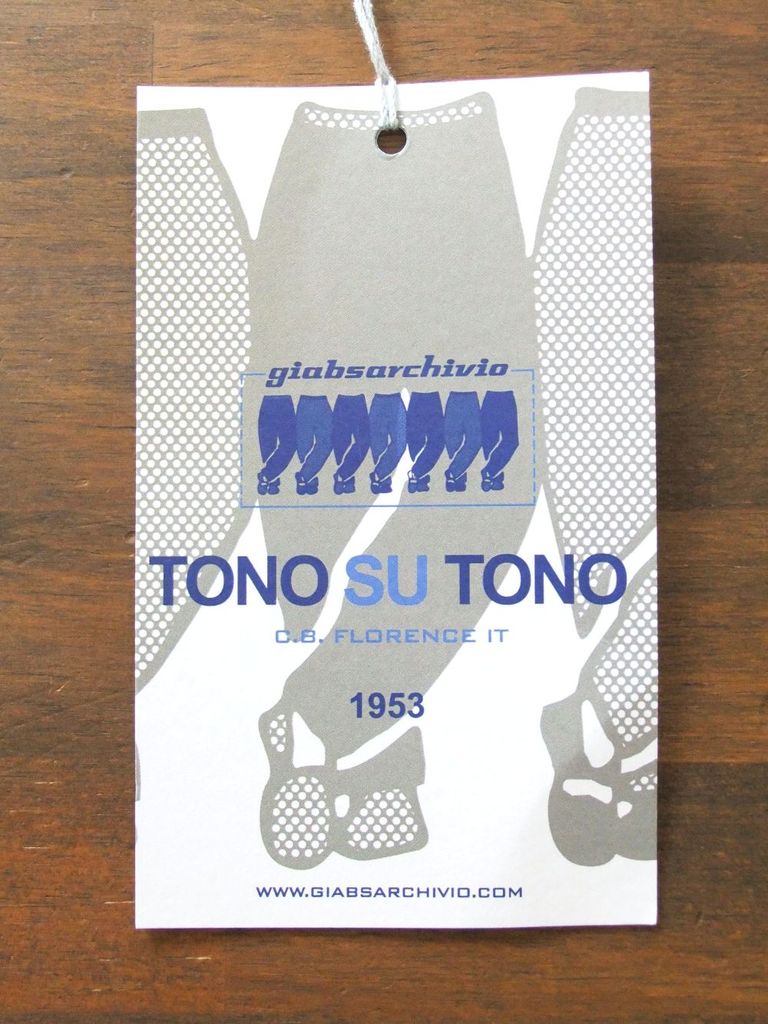 giabsarchivio
TONO SU TONO
C.B. FLORENCE IT
1953
WWW.GIABSARCHIVIO.COM